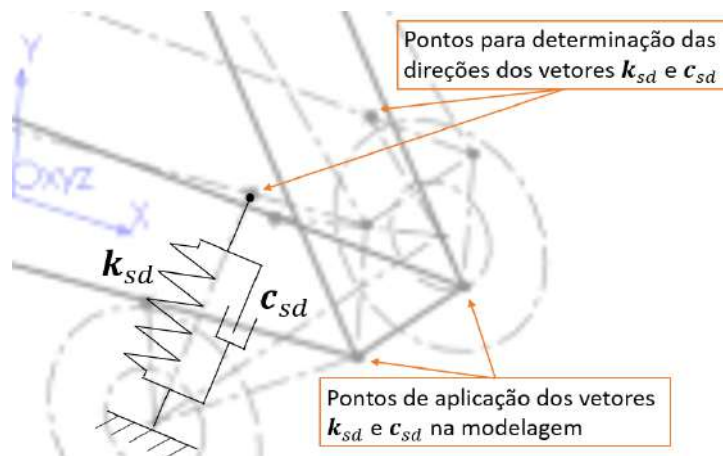 Pontos para determinação das
direções dos vetores k_sd e c_sd
Y
Oxyz
X
k_sd
c_sd
Pontos de aplicação dos vetores
k_sd e c_sd na modelagem